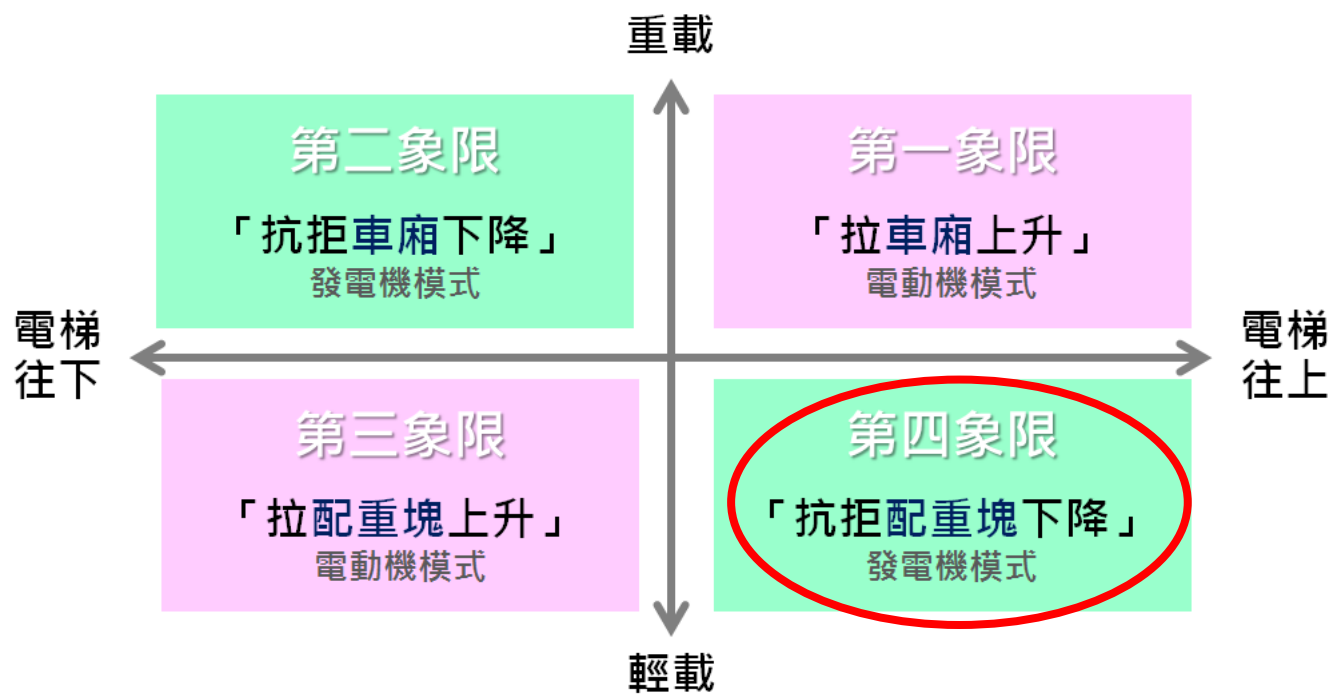 重載
第二象限
「抗拒車廂下降」
發電機模式
第一象限
「拉車廂上升」
電動機模式
電梯
往下
電梯
往上
第三象限
「拉配重塊上升」
電動機模式
第四象限
「抗拒配重塊下降」
發電機模式
輕載